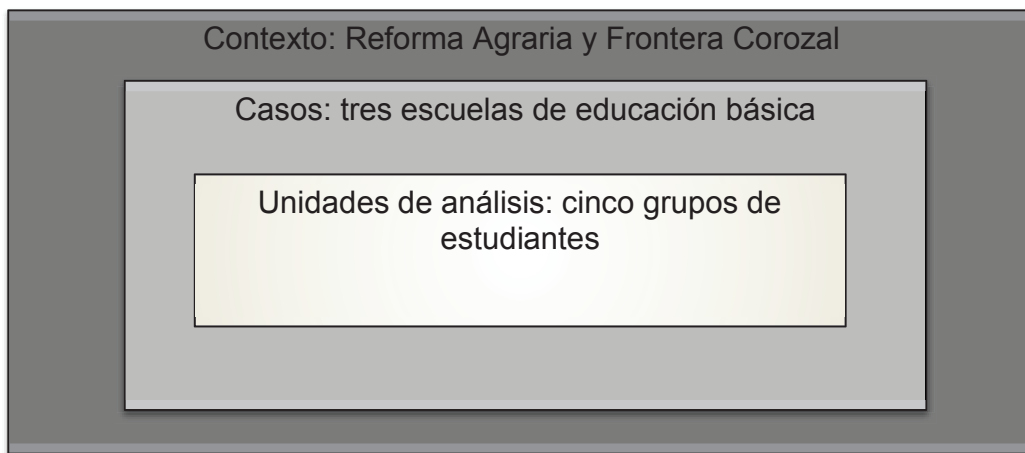 Contexto: Reforma Agraria y Frontera Corozal
Casos: tres escuelas de educación básica
Unidades de análisis: cinco grupos de
estudiantes